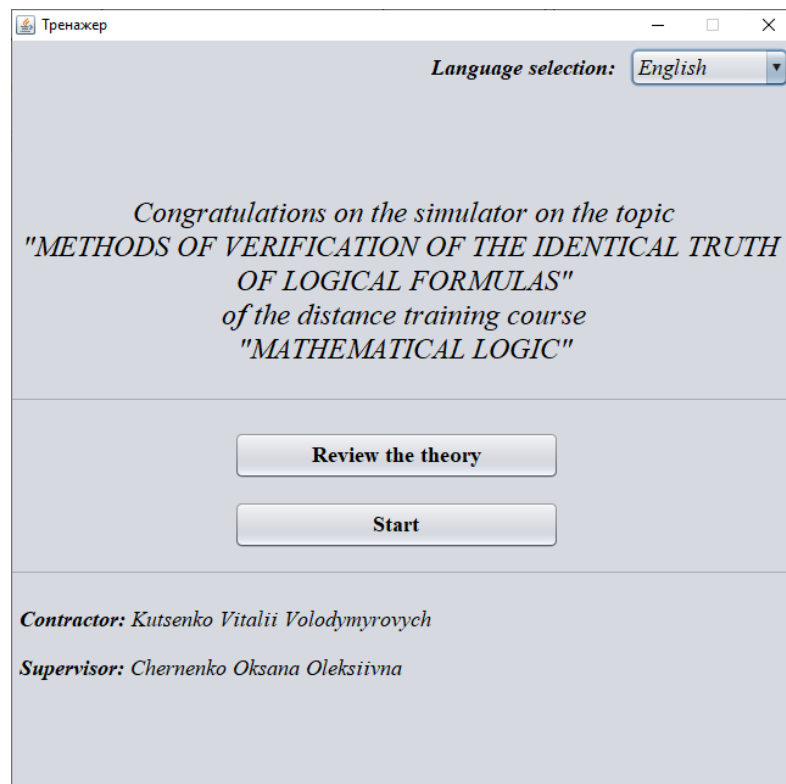 Тренажер
Language selection: English
Congratulations on the simulator on the topic
"METHODS OF VERIFICATION OF THE IDENTICAL TRUTH
OF LOGICAL FORMULAS"
of the distance training course
"MATHEMATICAL LOGIC"
Review the theory
Start
Contractor: Kutsenko Vitalii Volodymyrovych
Supervisor: Chernenko Oksana Oleksiivna